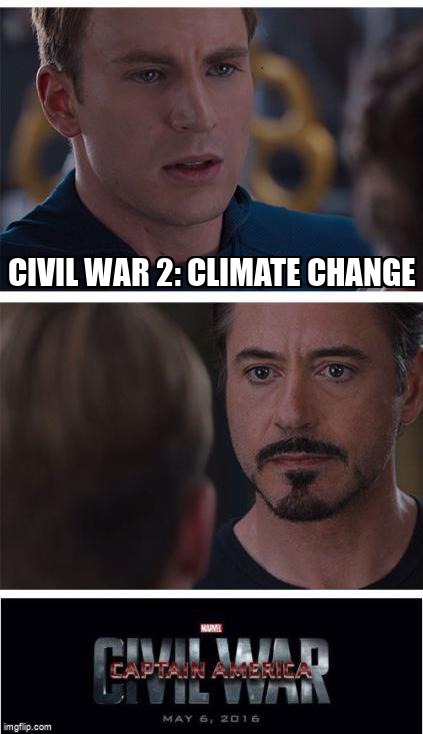 CIVIL WAR 2: CLIMATE CHANGE
MARVEL
CIVIL WAR
CAPTAIN AMERICA
MAY 6, 2016
imgflip.com